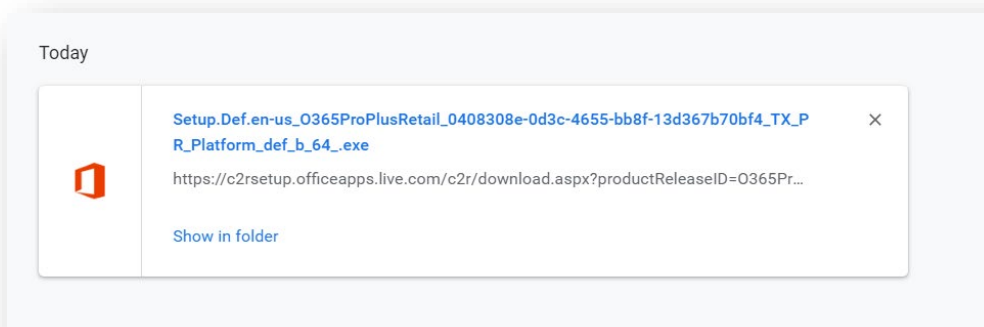 Today
Setup.Def.en-us_O365ProPlusRetail_0408308e-0d3c-4655-bb8f-13d367b70bf4_TX_P
R_Platform_def_b_64_.exe
https://c2rsetup.officeapps.live.com/c2r/download.aspx?productReleaseID=O365Pr...
Show in folder